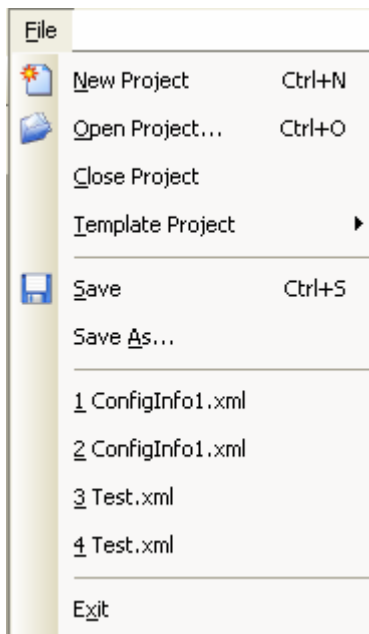 File
New Project Ctrl+N
Open Project... Ctrl+O
Close Project
Template Project
Save Ctrl+S
Save As...
1 ConfigInfo1.xml
2 ConfigInfo1.xml
3 Test.xml
4 Test.xml
Exit